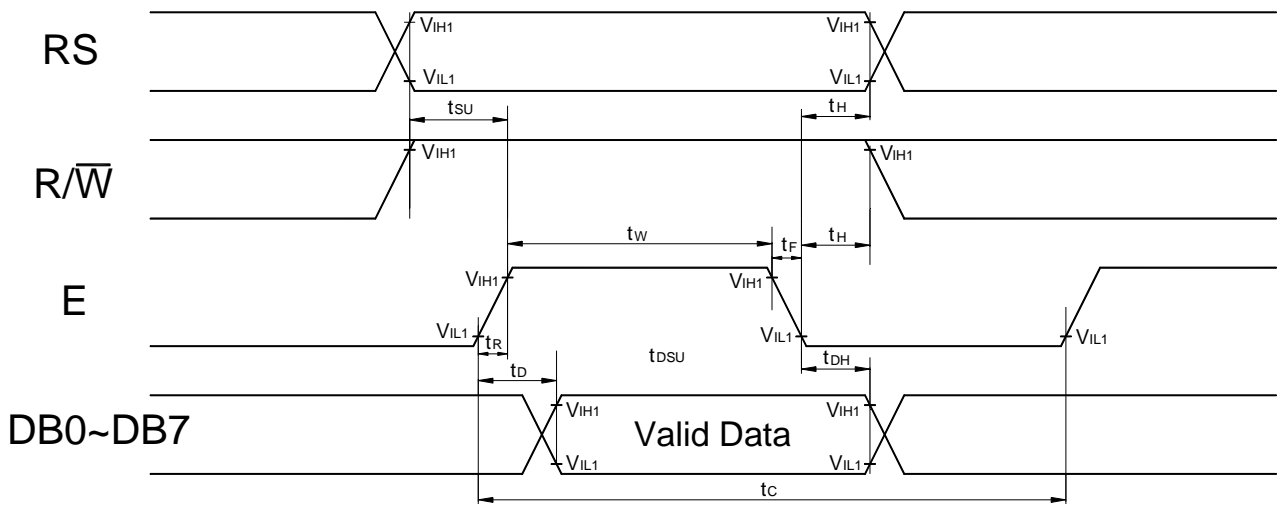 RS
VIH1
VIL1
VIH1
VIL1
tSU
tH
R/W̅
VIH1
VIH1
tW
tF
tH
E
VIH1
VIL1
VIH1
VIL1
VIL1
tR
tD
tDSU
tDH
DB0~DB7
VIH1
VIL1
Valid Data
VIH1
VIL1
tC